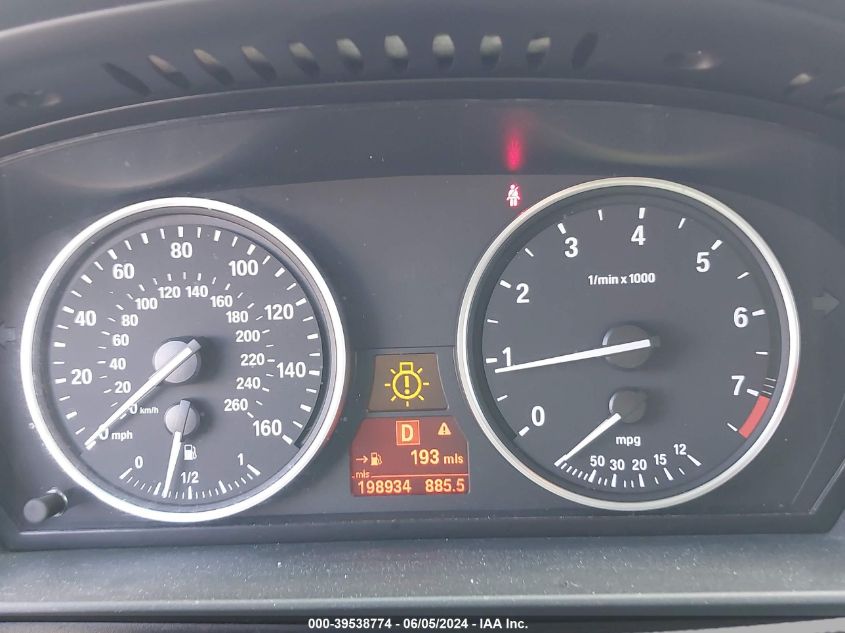 20 40 60 80 100 120 140 160
0 mph
0 km/h
20 40 60 80 100 120 140 160 180 200 220 240 260
0 1/2 1
D
193 mls
mls
198934 885.5
0 1 2 3 4 5 6 7
1/min x 1000
mpg
50 30 20 15 12
000-39538774 / 06/05/2024 - IAA Inc.